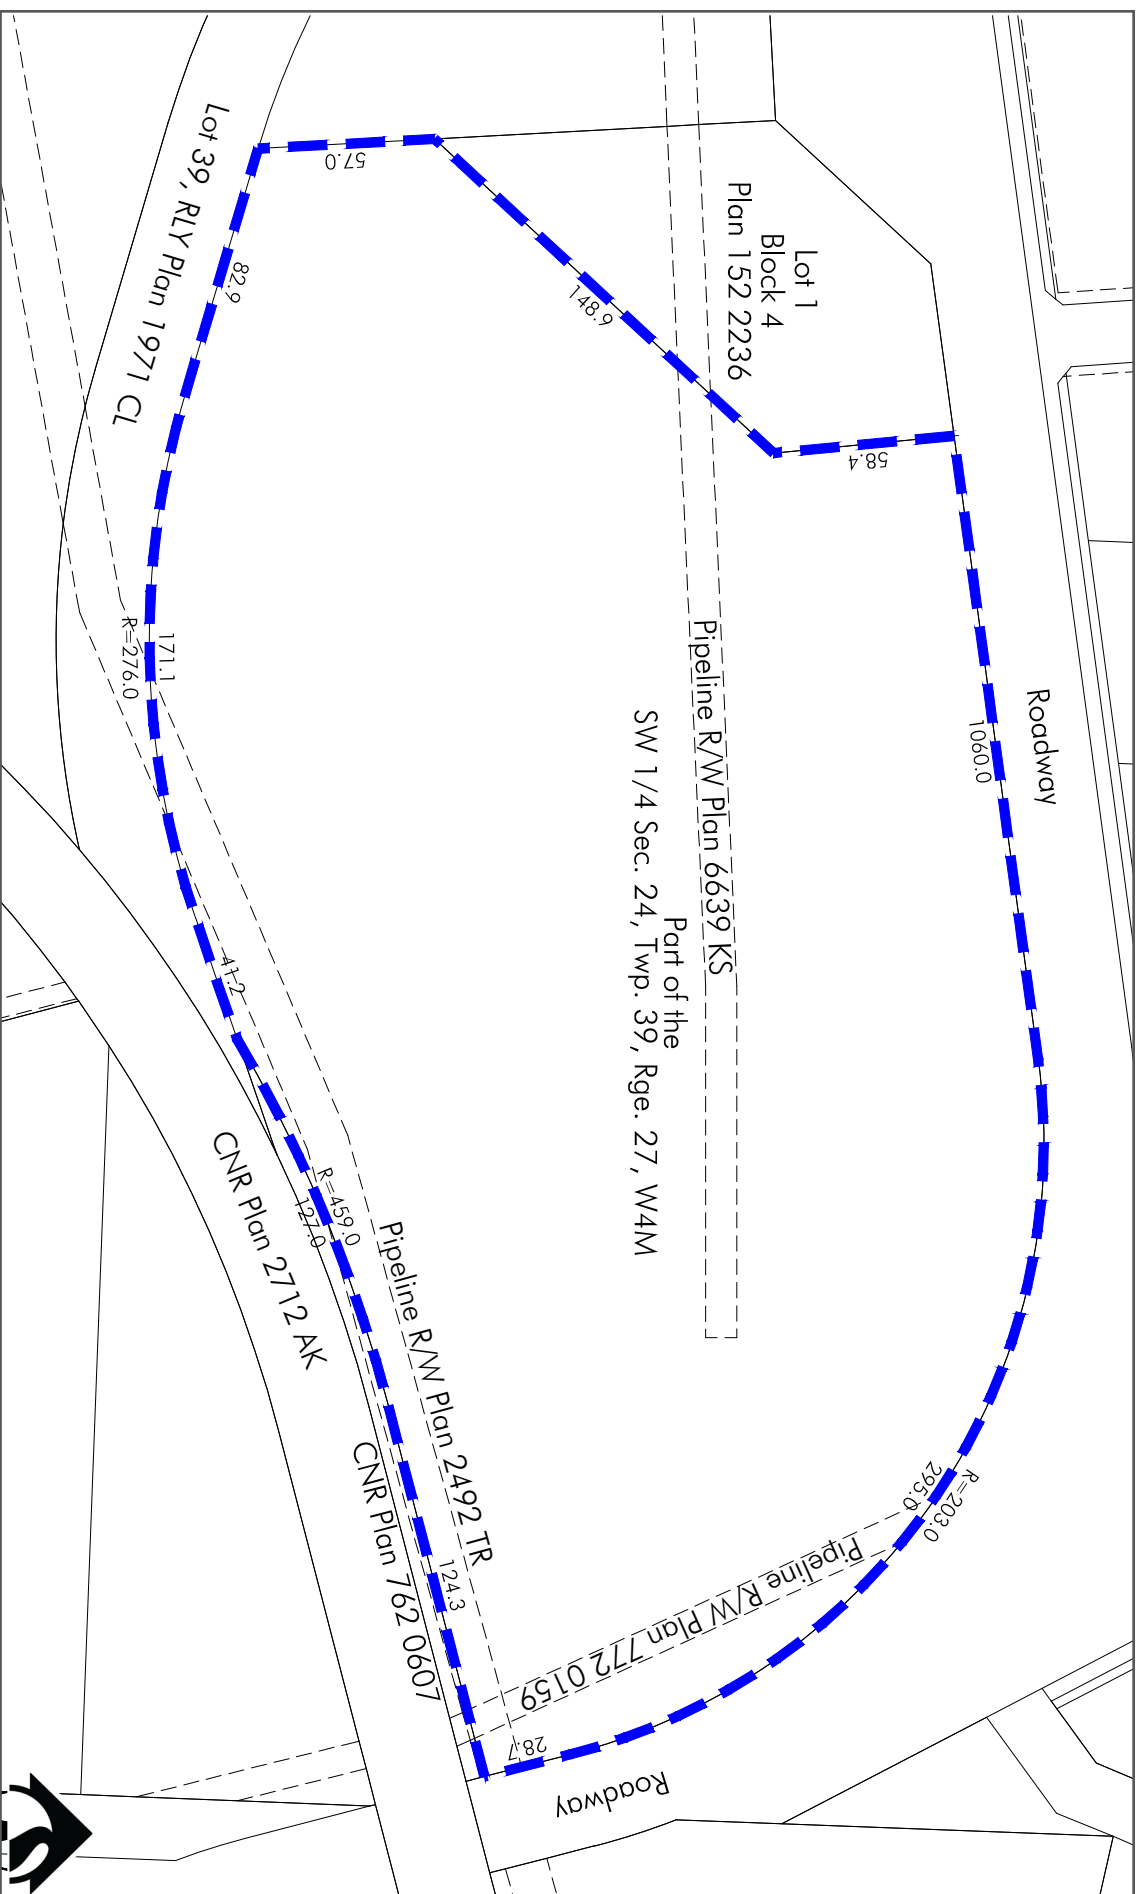 Lot 39, RLY Plan 1971 CL
57.0
82.9
148.9
Lot 1
Block 4
Plan 152 2236
58.4
Roadway
1060.0
171.1
R=276.0
Pipeline R/W Plan 6639 KS
Part of the
SW 1/4 Sec. 24, Twp. 39, Rge. 27, W4M
41.2
R=459.0
127.0
CNR Plan 2712 AK
Pipeline R/W Plan 2492 TR
CNR Plan 762 0607
124.3
R=203.0
295.0
Pipeline R/W Plan 772 0159
28.7
Roadway